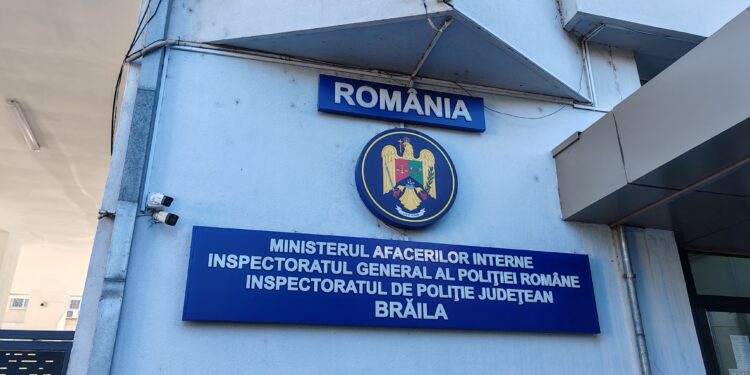 ROMÂNIA
MINISTERUL AFACERILOR INTERNE
INSPECTORATUL GENERAL AL POLIȚIEI ROMÂNE
INSPECTORATUL DE POLIȚIE JUDEȚEAN
BRĂILA